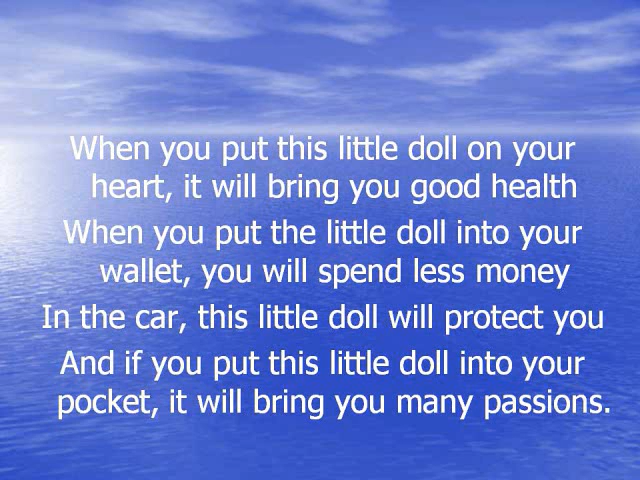 When you put this little doll on your
heart, it will bring you good health
When you put the little doll into your
wallet, you will spend less money
In the car, this little doll will protect you
And if you put this little doll into your
pocket, it will bring you many passions.